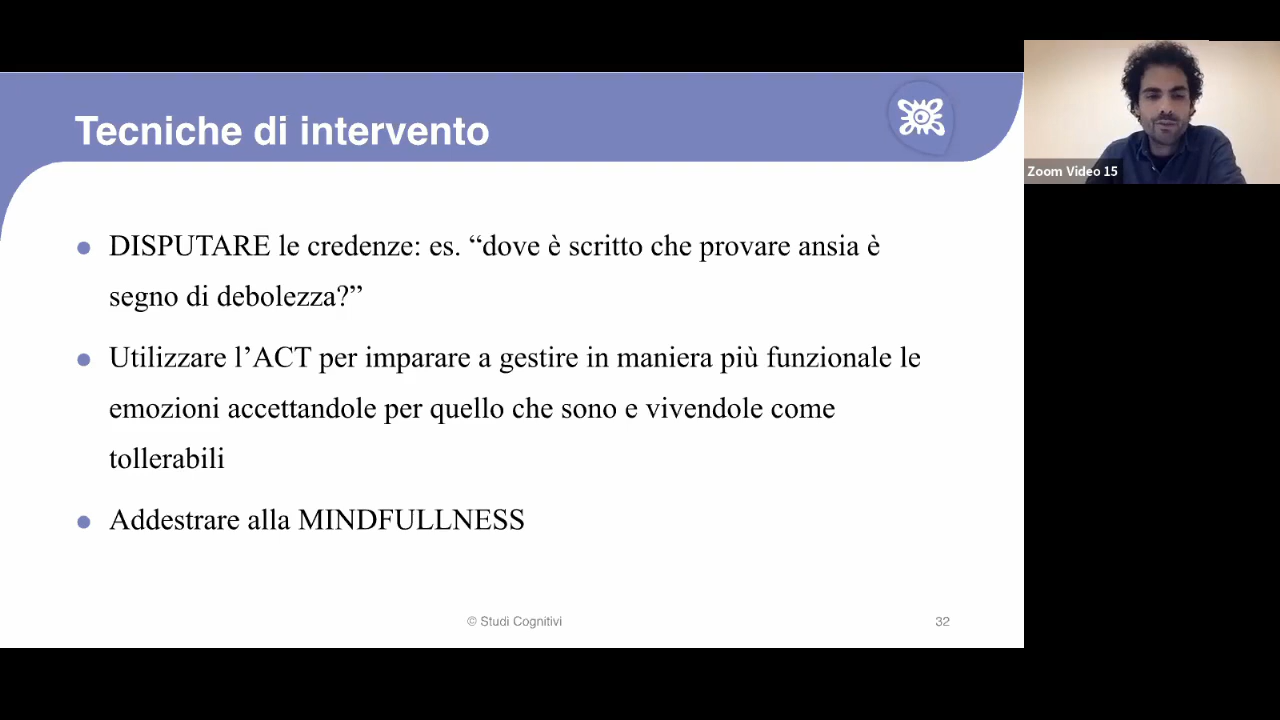 Tecniche di intervento
Zoom Video 15
DISPUTARE le credenze: es. “dove è scritto che provare ansia è
segno di debolezza?”
Utilizzare l’ACT per imparare a gestire in maniera più funzionale le
emozioni accettandole per quello che sono e vivendole come
tollerabili
Addestrare alla MINDFULLNESS
© Studi Cognitivi
32